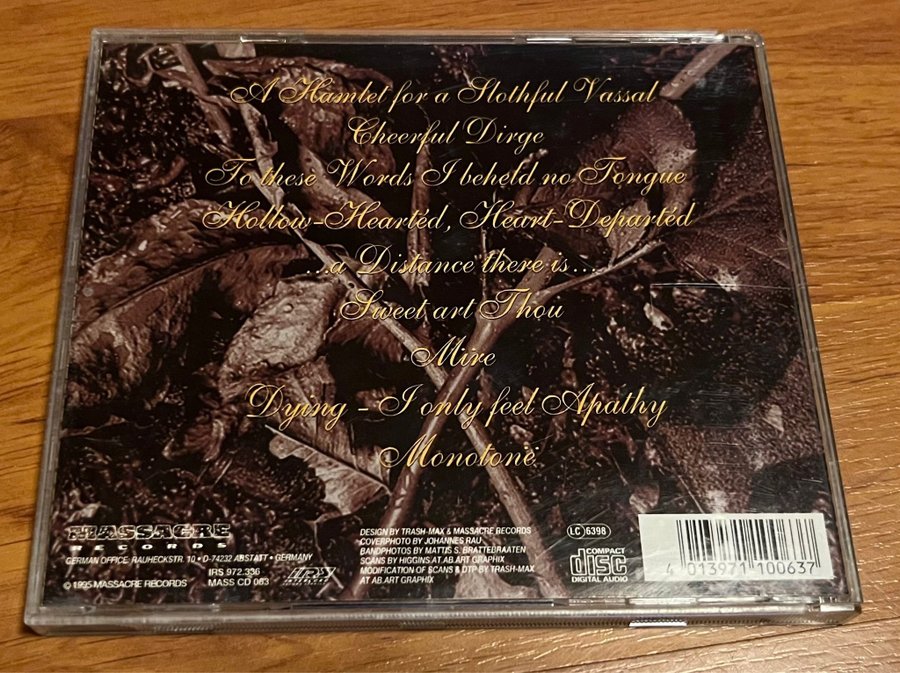 A Hamlet for a Slothful Vassal
Cheerful Dirge
To these Words I beheld no Tongue
Hollow-Heartéd, Heart-Departéd
...a Distance there is...
Sweet art Thou
Mire
Dying - I only feel Apathy
Monotonë
MASSACRE
RECORDS
GERMAN OFFICE: RAUHECKSTR. 10 • D-74232 ABSTATT • GERMANY
IRS 972.336
© 1995 MASSACRE RECORDS
MASS CD 063
DESIGN BY TRASH-MAX & MASSACRE RECORDS
COVERPHOTO BY JOHANNES RAU
BANDPHOTOS BY MATTIS S. BRATTEBRAATEN
SCANS BY HIGGINS AT AB.ART GRAPHIX
MODIFICATION OF SCANS & DTP BY TRASH-MAX
AT AB.ART GRAPHIX
LC 6398
COMPACT
disc
DIGITAL AUDIO
4 013971 100637